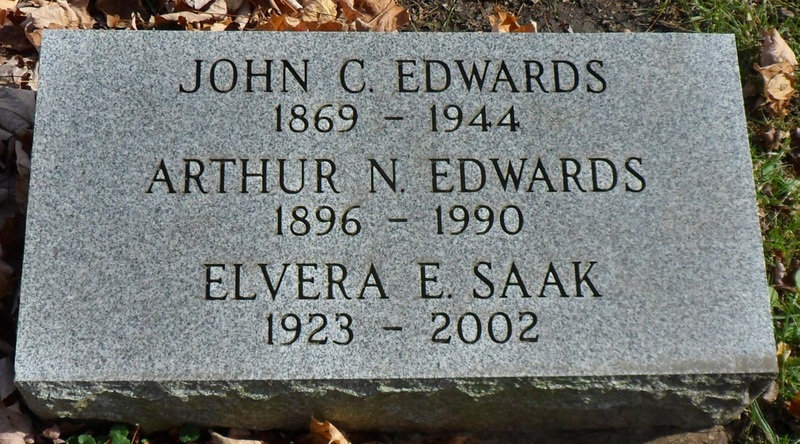 JOHN C. EDWARDS
1869 - 1944
ARTHUR N. EDWARDS
1896 - 1990
ELVERA E. SAAK
1923 - 2002